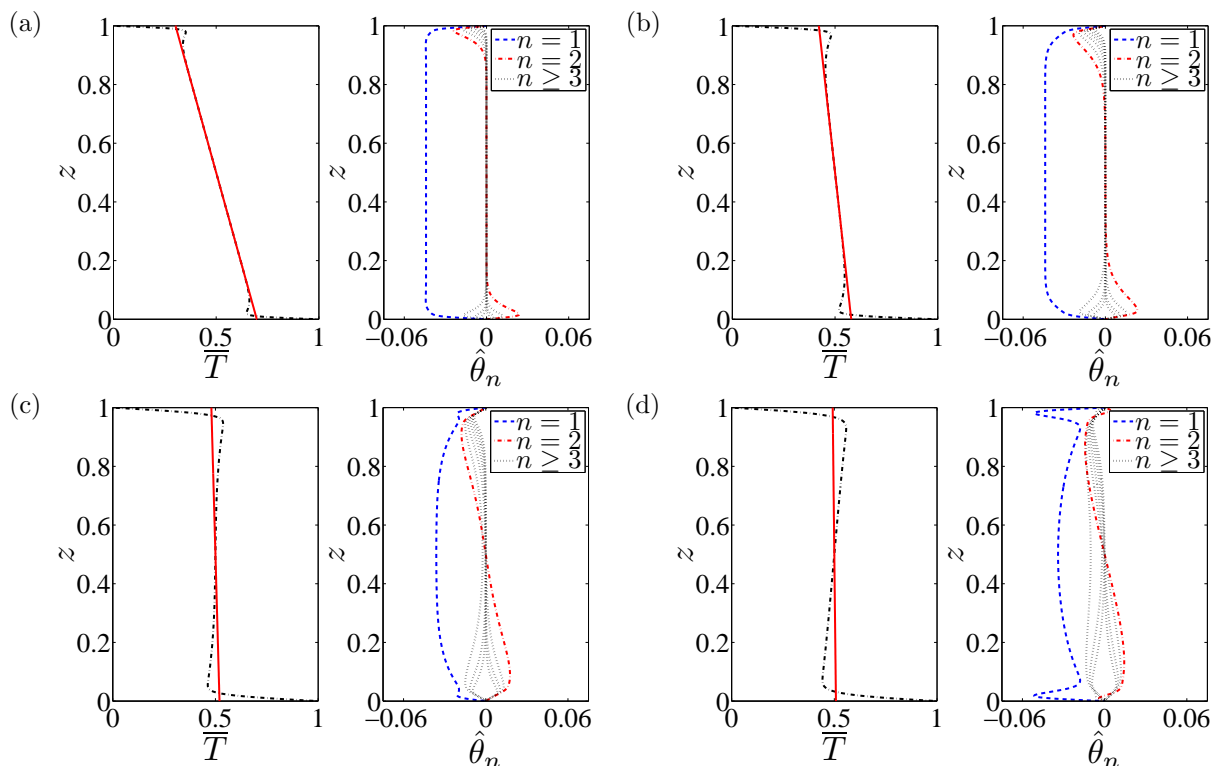 (a)
1
0.8
0.6
0.4
0.2
0
z
0 0.5 1
T̅
1
0.8
0.6
0.4
0.2
0
z
−0.06 0 0.06
θ̂ₙ
n = 1
n = 2
n ≥ 3
(b)
1
0.8
0.6
0.4
0.2
0
z
0 0.5 1
T̅
1
0.8
0.6
0.4
0.2
0
z
−0.06 0 0.06
θ̂ₙ
n = 1
n = 2
n ≥ 3
(c)
1
0.8
0.6
0.4
0.2
0
z
0 0.5 1
T̅
1
0.8
0.6
0.4
0.2
0
z
−0.06 0 0.06
θ̂ₙ
n = 1
n = 2
n ≥ 3
(d)
1
0.8
0.6
0.4
0.2
0
z
0 0.5 1
T̅
1
0.8
0.6
0.4
0.2
0
z
−0.06 0 0.06
θ̂ₙ
n = 1
n = 2
n ≥ 3